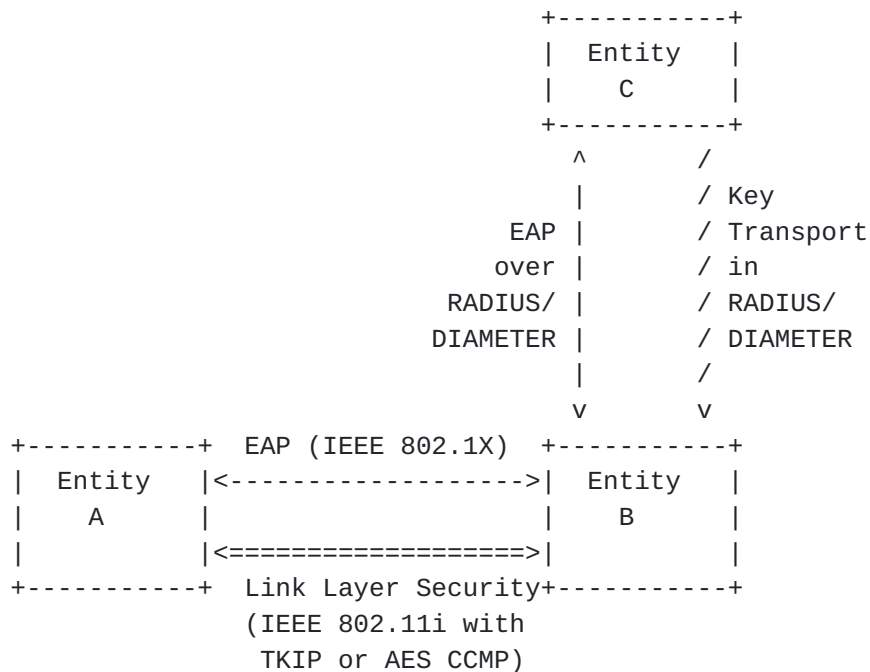 +-----------+
|  Entity   |
|     C     |
+-----------+
^       /
|       / Key
EAP |       / Transport
over |       / in
RADIUS/ |       / RADIUS/
DIAMETER |       / DIAMETER
|       /
v       v
+-----------+  EAP (IEEE 802.1X)  +-----------+
|  Entity   |<-------------------->|  Entity   |
|     A     |                     |     B     |
|           |<===================>|           |
+-----------+  Link Layer Security+-----------+
(IEEE 802.11i with
TKIP or AES CCMP)